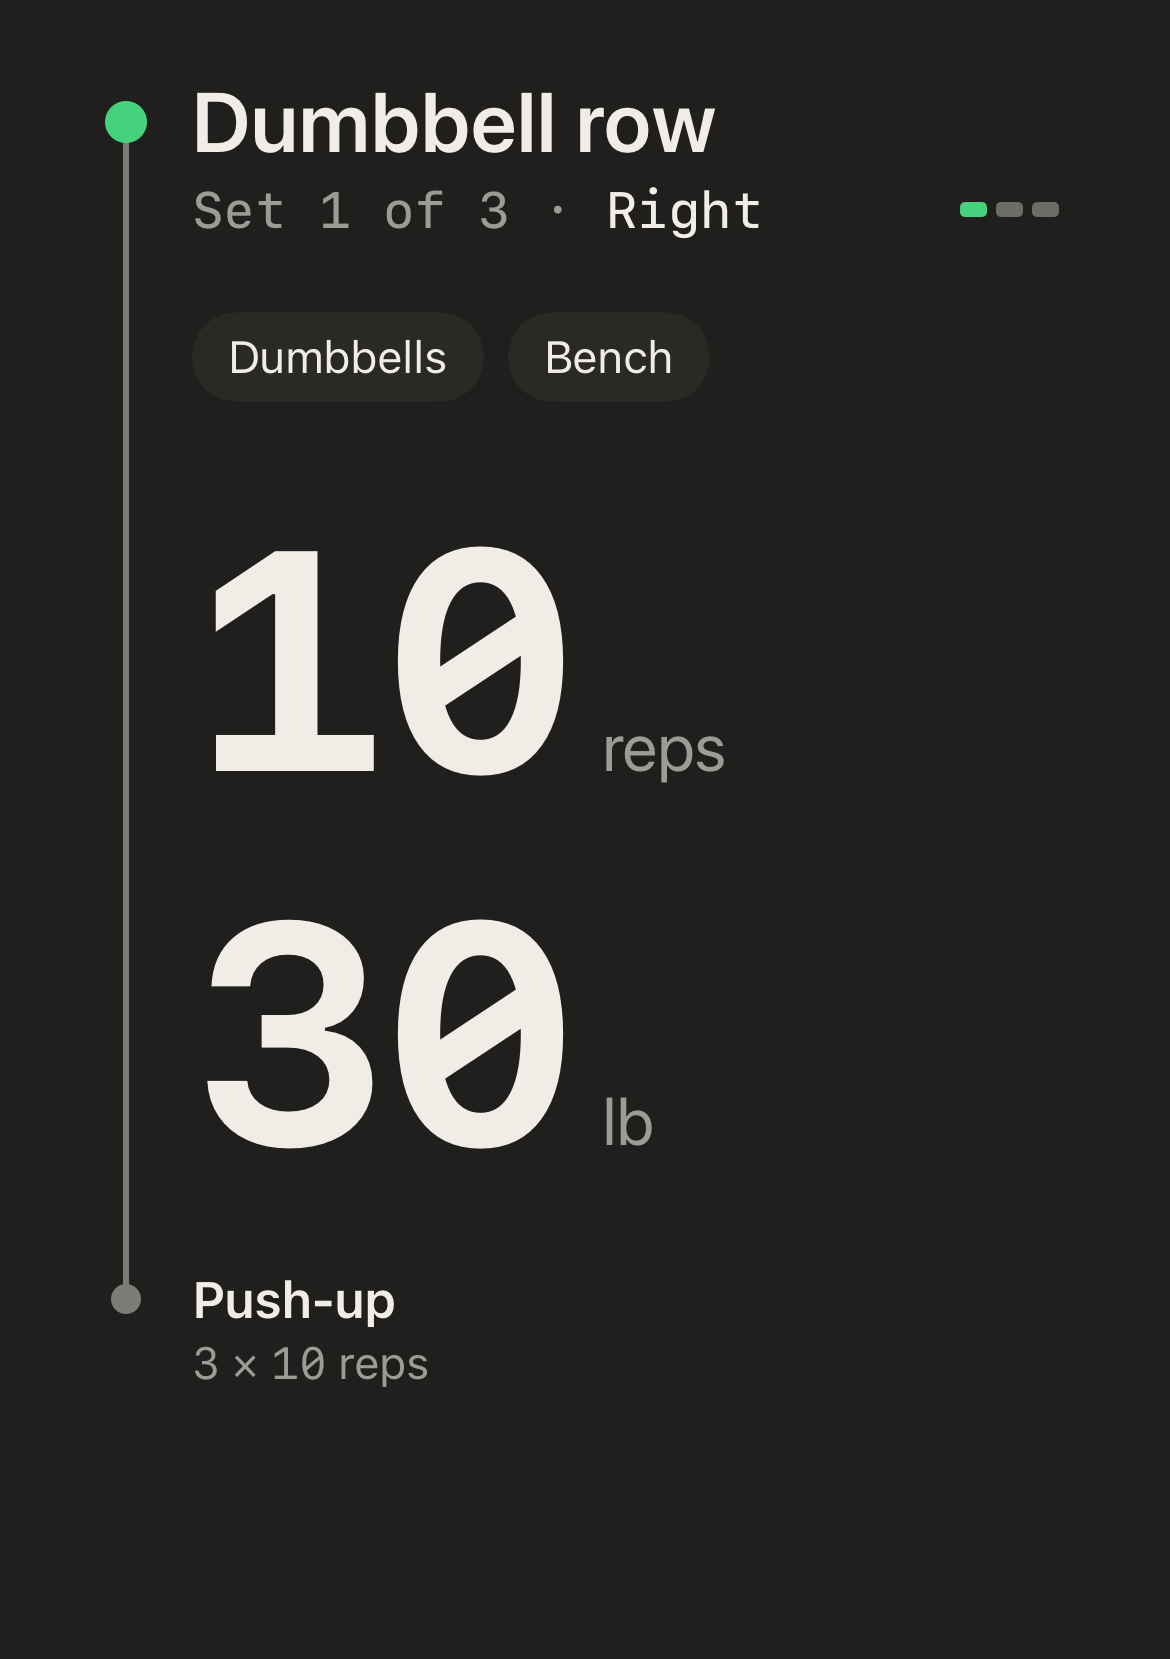 Dumbbell row
Set 1 of 3 · Right
Dumbbells Bench
10 reps
30 lb
Push-up
3 × 10 reps